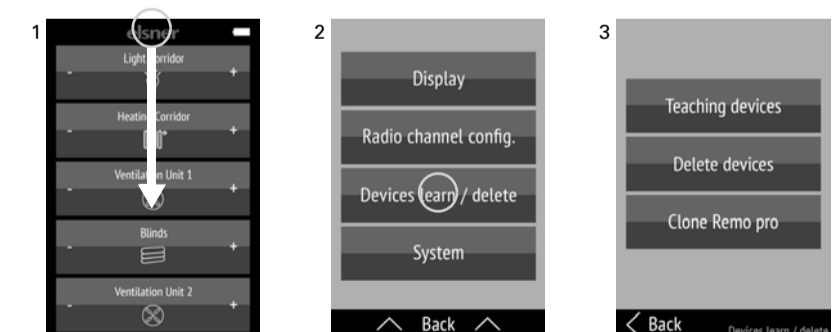 1
elsner
Light Corridor
- +
Heating Corridor
- +
Ventilation Unit 1
- +
Blinds
- +
Ventilation Unit 2
- +
2
Display
Radio channel config.
Devices learn / delete
System
Back
3
Teaching devices
Delete devices
Clone Remo pro
Back
Devices learn / delete